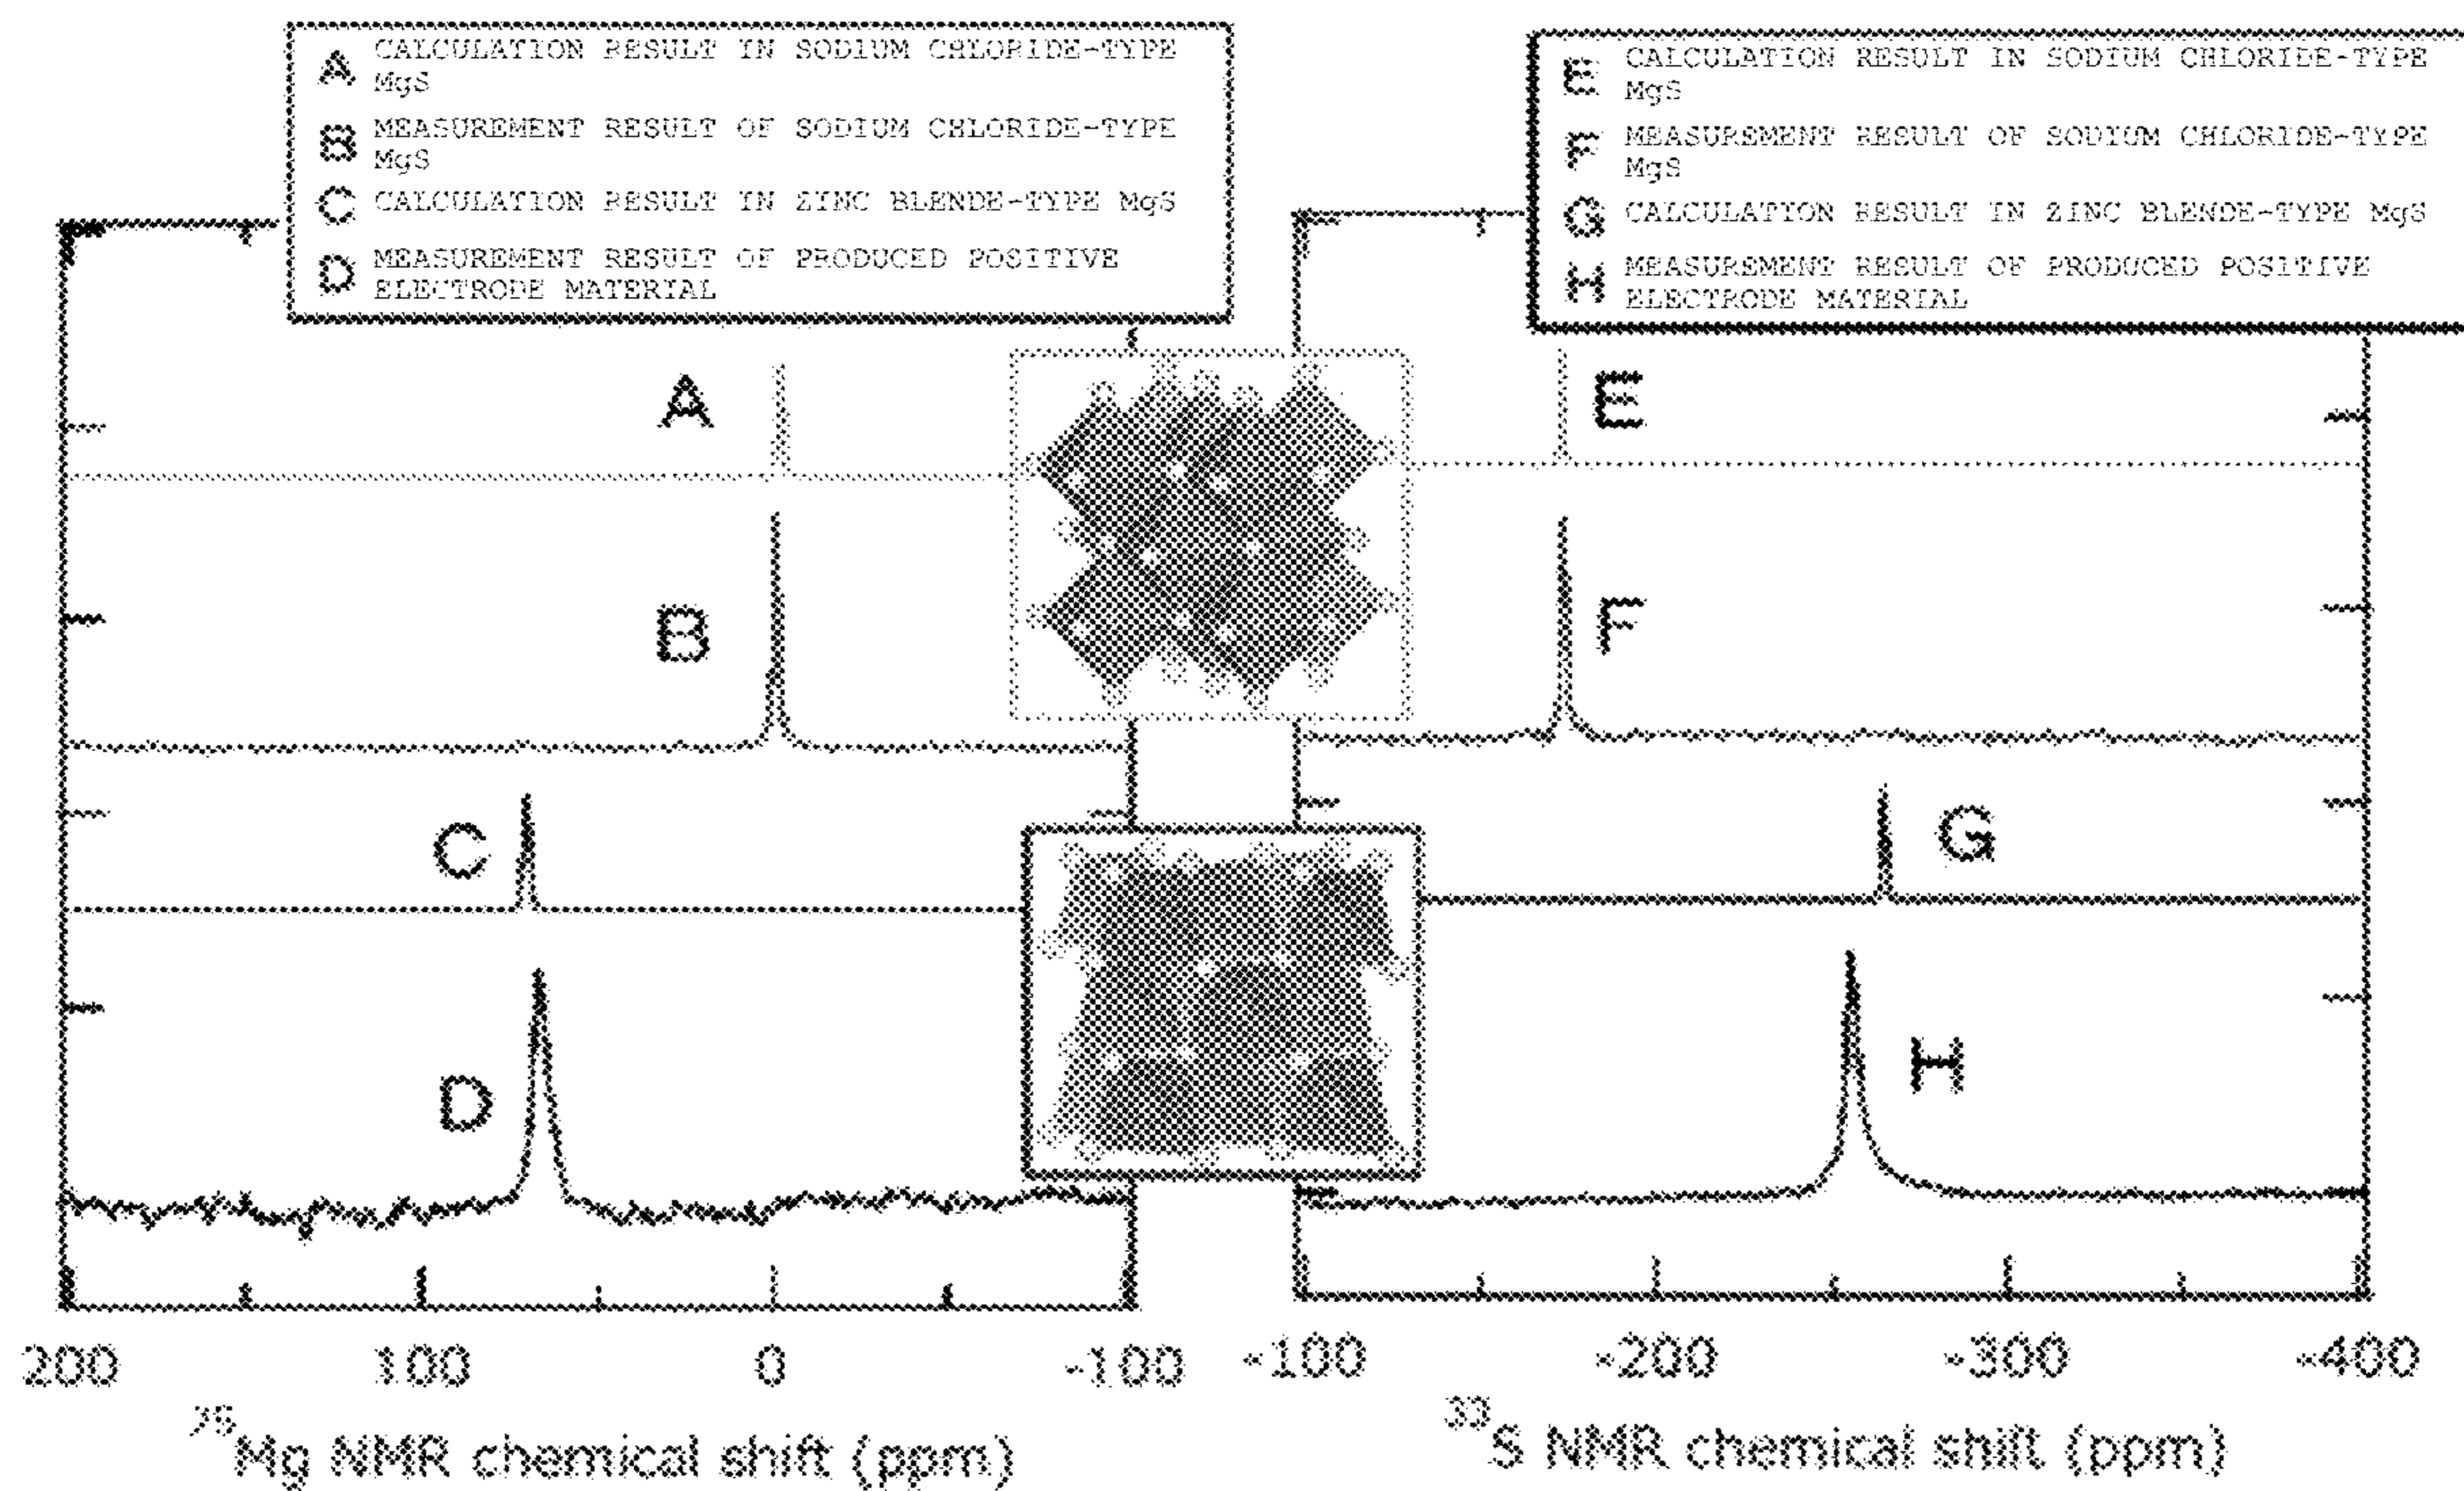 A CALCULATION RESULT IN SODIUM CHLORIDE-TYPE
MgS
B MEASUREMENT RESULT OF SODIUM CHLORIDE-TYPE
MgS
C CALCULATION RESULT IN ZINC BLENDE-TYPE MgS
D MEASUREMENT RESULT OF PRODUCED POSITIVE
ELECTRODE MATERIAL
E CALCULATION RESULT IN SODIUM CHLORIDE-TYPE
MgS
F MEASUREMENT RESULT OF SODIUM CHLORIDE-TYPE
MgS
G CALCULATION RESULT IN ZINC BLENDE-TYPE MgS
H MEASUREMENT RESULT OF PRODUCED POSITIVE
ELECTRODE MATERIAL
A
B
C
D
E
F
G
H
200 100 0 -100
-100 -200 -300 -400
25Mg NMR chemical shift (ppm)
33S NMR chemical shift (ppm)